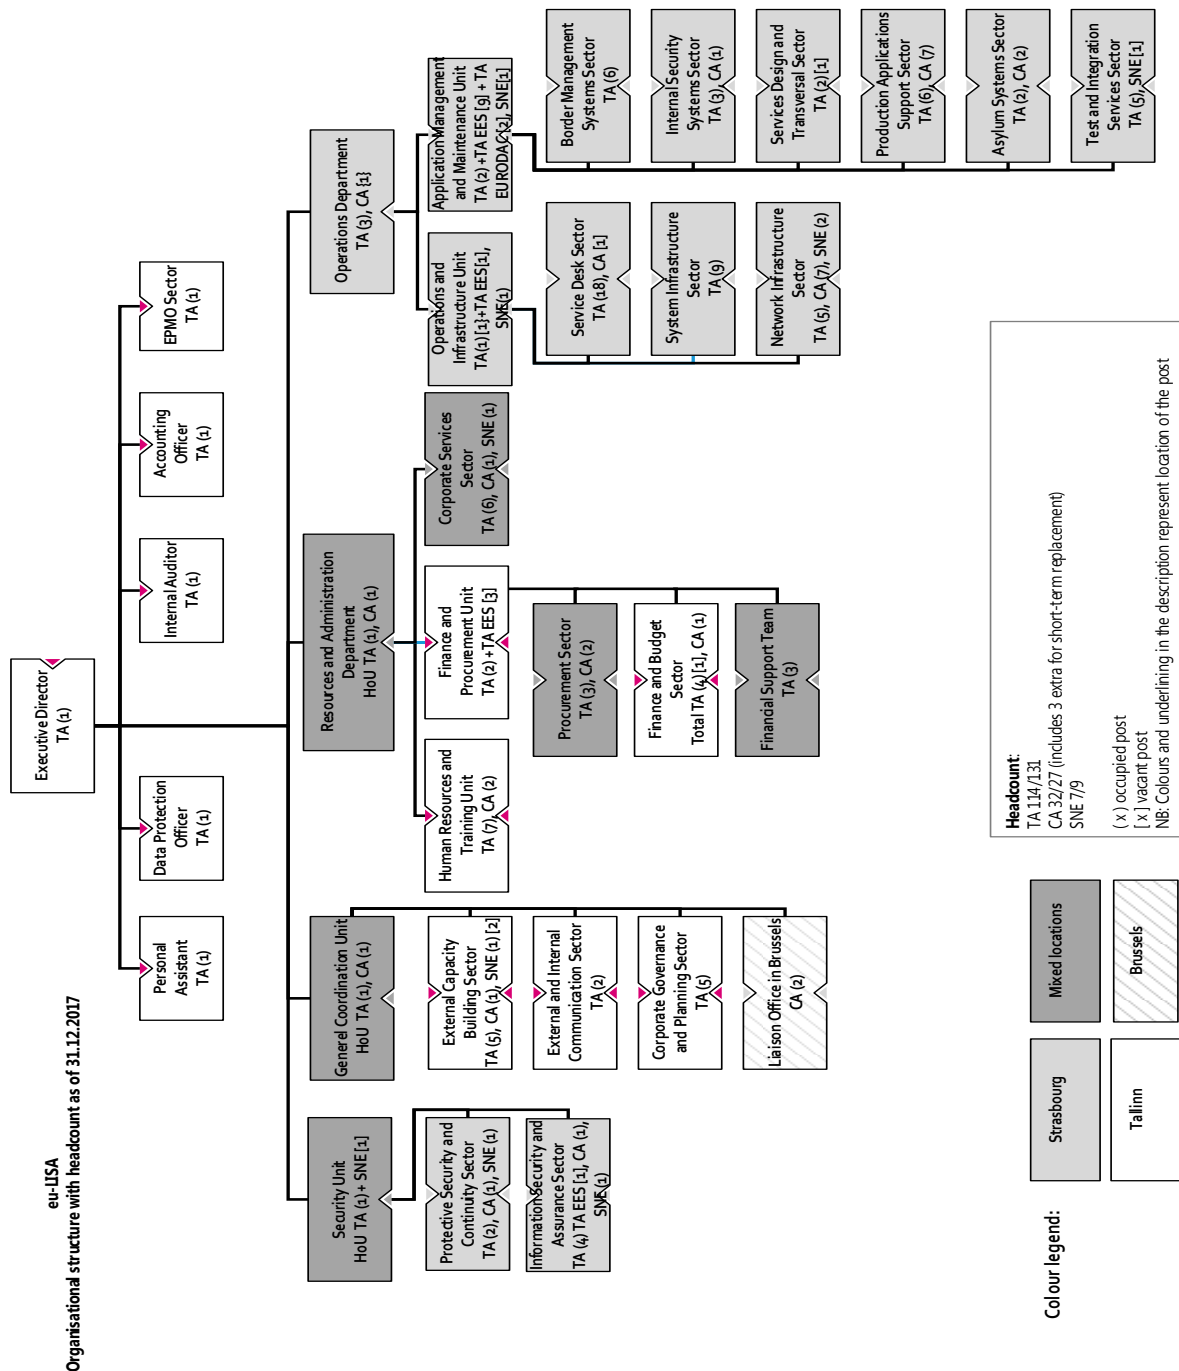 eu-LISA
Organisational structure with headcount as of 31.12.2017
Executive Director
TA (1)
Personal
Assistant
TA (1)
Data Protection
Officer
TA (1)
Internal Auditor
TA (1)
Accounting
Officer
TA (1)
EPMO Sector
TA (1)
Security Unit
HoU TA (1) + SNE [1]
Protective Security and
Continuity Sector
TA (2), CA (1), SNE (1)
Information Security and
Assurance Sector
TA (4) TA EES [1], CA (1),
SNE (1)
General Coordination Unit
HoU TA (1), CA (1)
External Capacity
Building Sector
TA (5), CA (1), SNE (1) [2]
External and Internal
Communication Sector
TA (2)
Corporate Governance
and Planning Sector
TA (5)
Liaison Office in Brussels
CA (2)
Resources and Administration
Department
HoU TA (1), CA (1)
Human Resources and
Training Unit
TA (7), CA (2)
Finance and
Procurement Unit
TA (2) +TA EES [3]
Procurement Sector
TA (3), CA (2)
Finance and Budget
Sector
Total TA (4) [1], CA (1)
Financial Support Team
TA (3)
Corporate Services
Sector
TA (6), CA (1), SNE (1)
Operations Department
TA (3), CA [1}
Operations and
Infrastructure Unit
TA (1) [1}+TA EES [1],
SNE(1)
Service Desk Sector
TA (18), CA [1]
System Infrastructure
Sector
TA (9)
Network Infrastructure
Sector
TA (5), CA (7), SNE (2)
Application Management
and Maintenance Unit
TA (2) +TA EES [9] + TA
EURODAC [2], SNE[1]
Border Management
Systems Sector
TA (6)
Internal Security
Systems Sector
TA (3), CA (1)
Services Design and
Transversal Sector
TA (2) [1]
Production Applications
Support Sector
TA (6), CA (7)
Asylum Systems Sector
TA (2), CA (2)
Test and Integration
Services Sector
TA (5), SNE [1]
Colour legend:
Strasbourg
Mixed locations
Tallinn
Brussels
Headcount:
TA 114/131
CA 32/27 (includes 3 extra for short-term replacement)
SNE 7/9
( x ) occupied post
[ x ] vacant post
NB: Colours and underlining in the description represent location of the post